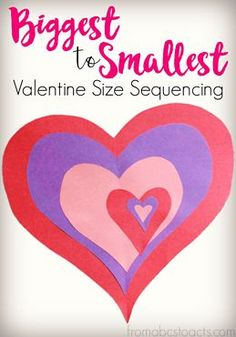 Biggest
to Smallest
Valentine Size Sequencing
fromabcstoacts.com